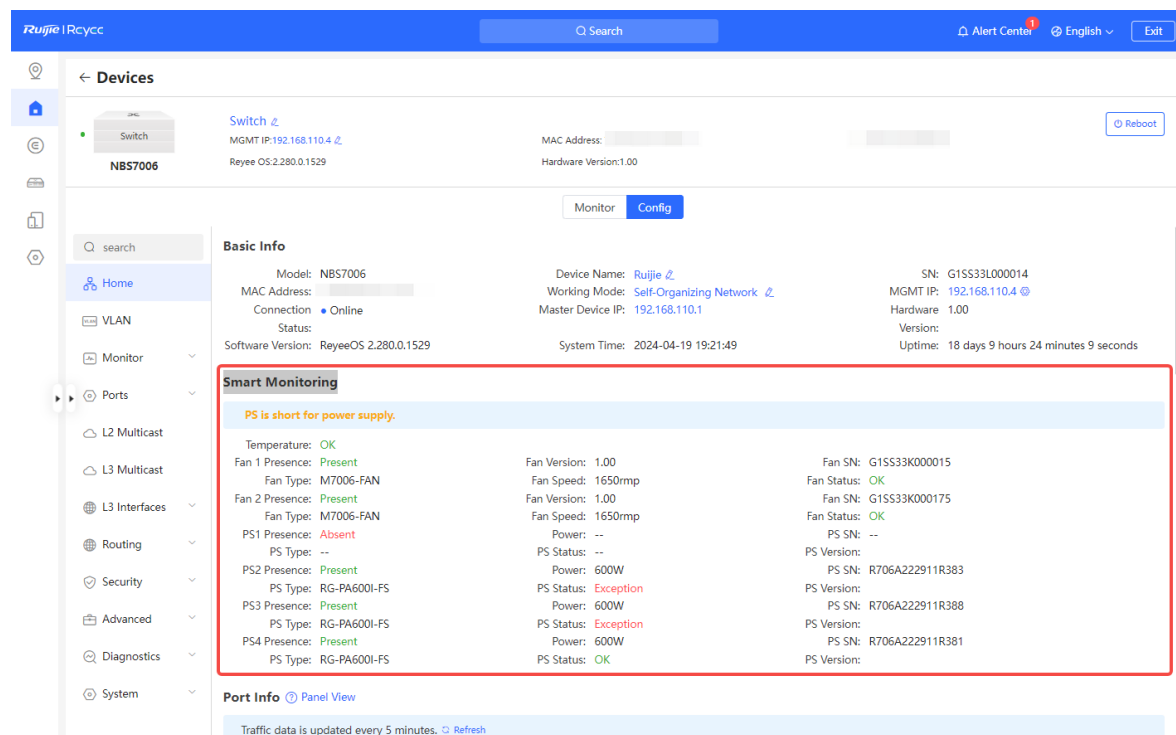 Ruijie | Rcycc
Search
Alert Center
1
English
Exit
← Devices
Switch
NBS7006
Switch
MGMT IP:192.168.110.4
Reyee OS:2.280.0.1529
MAC Address:
Hardware Version:1.00
Reboot
Monitor
Config
search
Home
VLAN
Monitor
Ports
L2 Multicast
L3 Multicast
L3 Interfaces
Routing
Security
Advanced
Diagnostics
System
Basic Info
Model: NBS7006 Device Name: Ruijie SN: G1SS33L000014
MAC Address: Working Mode: Self-Organizing Network MGMT IP: 192.168.110.4
Connection Status: Online Master Device IP: 192.168.110.1 Hardware Version: 1.00
Software Version: ReyeeOS 2.280.0.1529 System Time: 2024-04-19 19:21:49 Uptime: 18 days 9 hours 24 minutes 9 seconds
Smart Monitoring
PS is short for power supply.
Temperature: OK
Fan 1 Presence: Present Fan Version: 1.00 Fan SN: G1SS33K000015
Fan Type: M7006-FAN Fan Speed: 1650rmp Fan Status: OK
Fan 2 Presence: Present Fan Version: 1.00 Fan SN: G1SS33K000175
Fan Type: M7006-FAN Fan Speed: 1650rmp Fan Status: OK
PS1 Presence: Absent Power: -- PS SN: --
PS Type: -- PS Status: -- PS Version:
PS2 Presence: Present Power: 600W PS SN: R706A222911R383
PS Type: RG-PA600I-FS PS Status: Exception PS Version:
PS3 Presence: Present Power: 600W PS SN: R706A222911R388
PS Type: RG-PA600I-FS PS Status: Exception PS Version:
PS4 Presence: Present Power: 600W PS SN: R706A222911R381
PS Type: RG-PA600I-FS PS Status: OK PS Version:
Port Info Panel View
Traffic data is updated every 5 minutes. Refresh